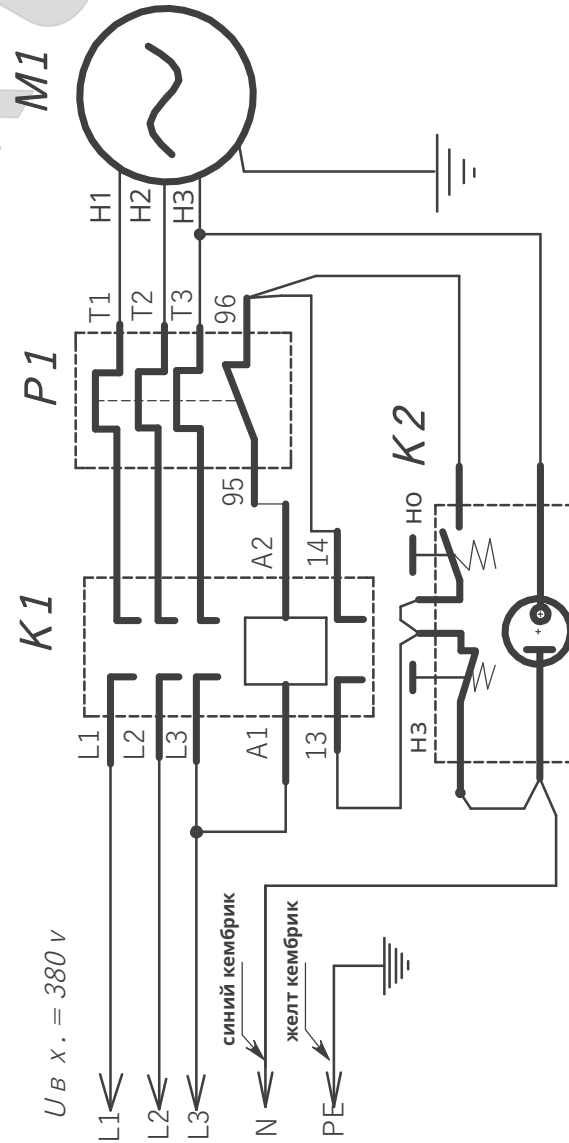 Uв х. = 380 v
L1
L2
L3
N
PE
синий кембрик
желт кембрик
K1
L1
L2
L3
A1
13
A2
14
P1
95
96
T1
T2
T3
K2
НЗ
НО
M1
H1
H2
H3